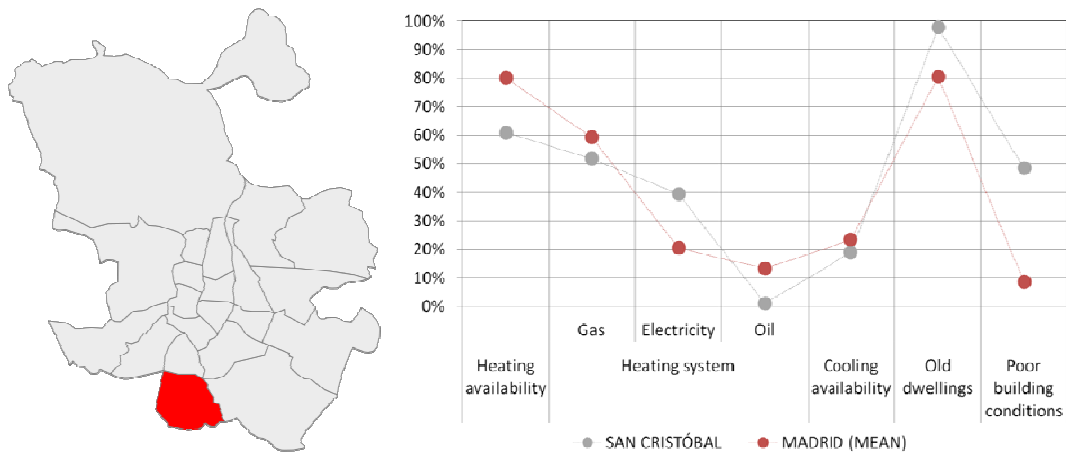 100%
90%
80%
70%
60%
50%
40%
30%
20%
10%
0%
Gas Electricity Oil
Heating availability
Heating system
Cooling availability
Old dwellings
Poor building conditions
SAN CRISTÓBAL MADRID (MEAN)